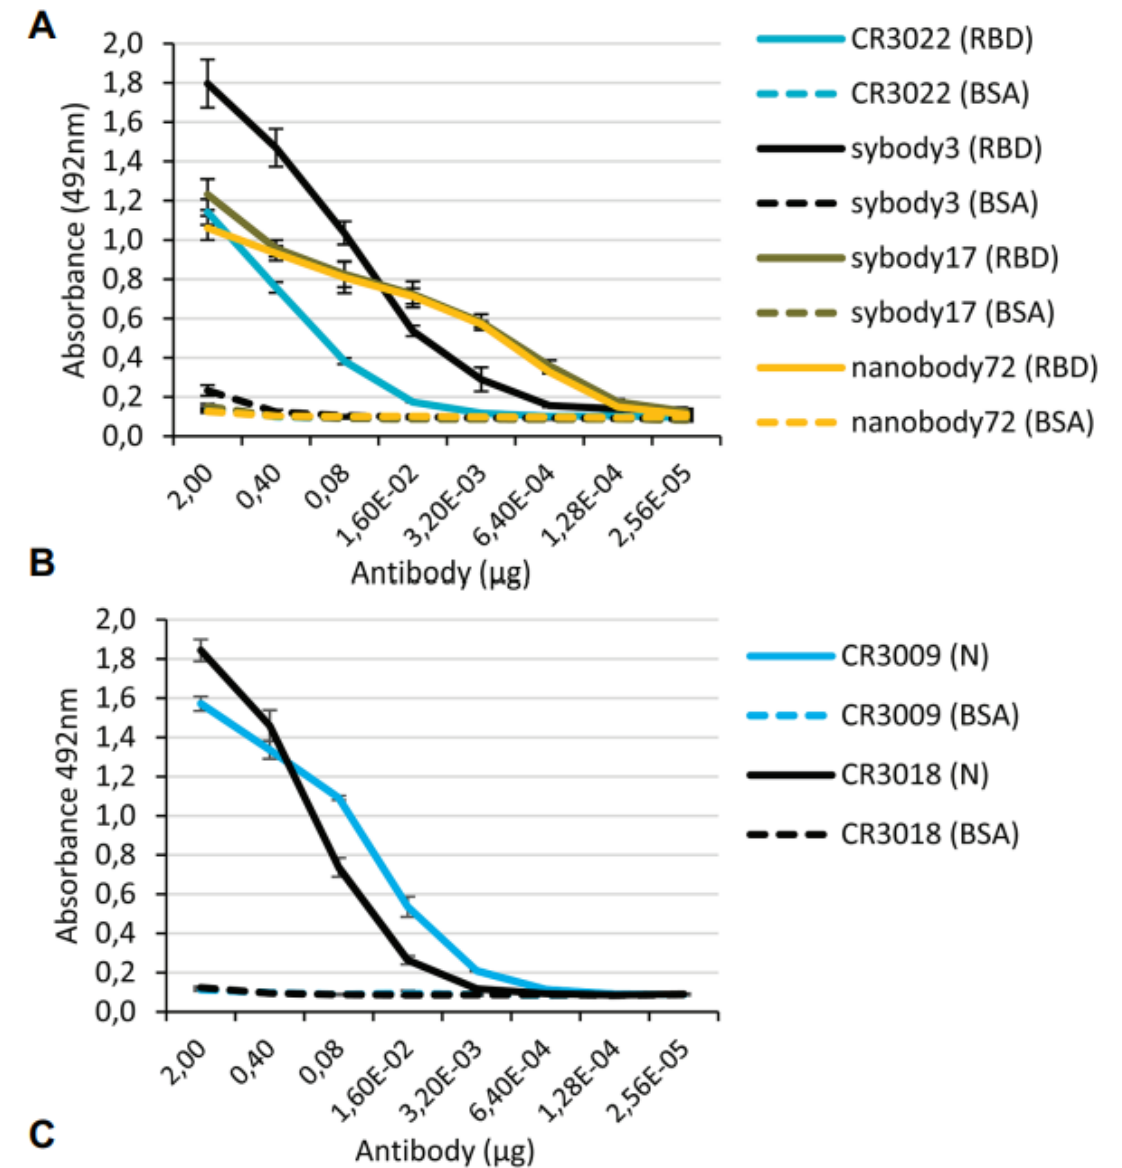 A
2,0
1,8
1,6
1,4
1,2
1,0
0,8
0,6
0,4
0,2
0,0
Absorbance (492nm)
2,00
0,40
0,08
1,60E-02
3,20E-03
6,40E-04
1,28E-04
2,56E-05
Antibody (µg)
CR3022 (RBD)
CR3022 (BSA)
sybody3 (RBD)
sybody3 (BSA)
sybody17 (RBD)
sybody17 (BSA)
nanobody72 (RBD)
nanobody72 (BSA)
B
2,0
1,8
1,6
1,4
1,2
1,0
0,8
0,6
0,4
0,2
0,0
Absorbance 492nm
2,00
0,40
0,08
1,60E-02
3,20E-03
6,40E-04
1,28E-04
2,56E-05
Antibody (µg)
CR3009 (N)
CR3009 (BSA)
CR3018 (N)
CR3018 (BSA)
C